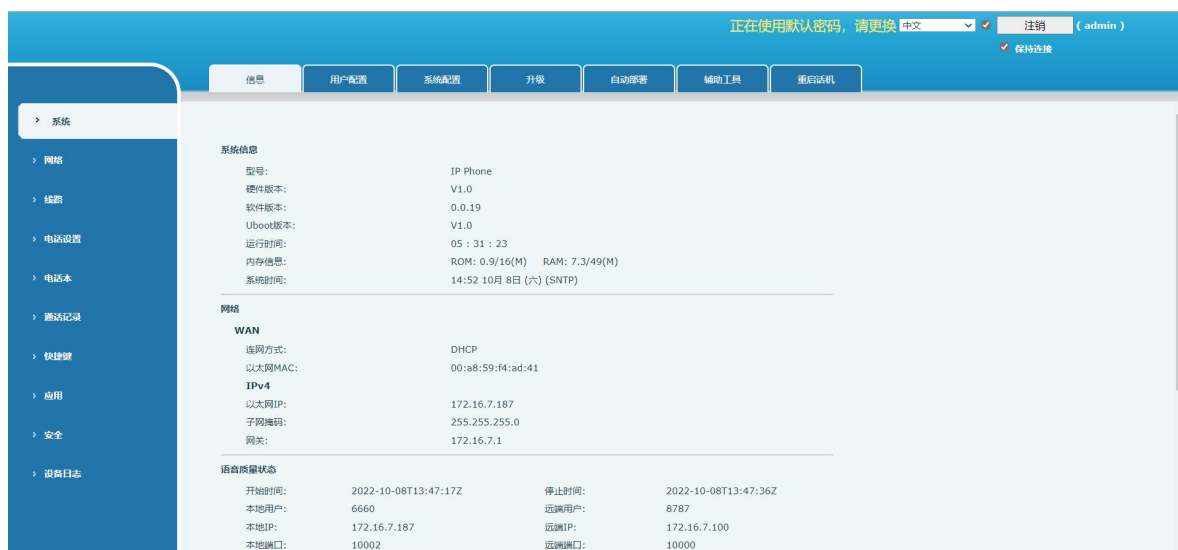 正在使用默认密码，请更换 中文 注销 ( admin )
保持连接
信息 用户配置 系统配置 升级 自动部署 辅助工具 重启话机
› 系统
› 网络
› 线路
› 电话设置
› 电话本
› 通话记录
› 快捷键
› 应用
› 安全
› 设备日志
系统信息
型号: IP Phone
硬件版本: V1.0
软件版本: 0.0.19
Uboot版本: V1.0
运行时间: 05 : 31 : 23
内存信息: ROM: 0.9/16(M) RAM: 7.3/49(M)
系统时间: 14:52 10月 8日 (六) (SNTP)
网络
WAN
连网方式: DHCP
以太网MAC: 00:a8:59:f4:ad:41
IPv4
以太网IP: 172.16.7.187
子网掩码: 255.255.255.0
网关: 172.16.7.1
语音质量状态
开始时间: 2022-10-08T13:47:17Z 停止时间: 2022-10-08T13:47:36Z
本地用户: 6660 远端用户: 8787
本地IP: 172.16.7.187 远端IP: 172.16.7.100
本地端口: 10002 远端端口: 10000